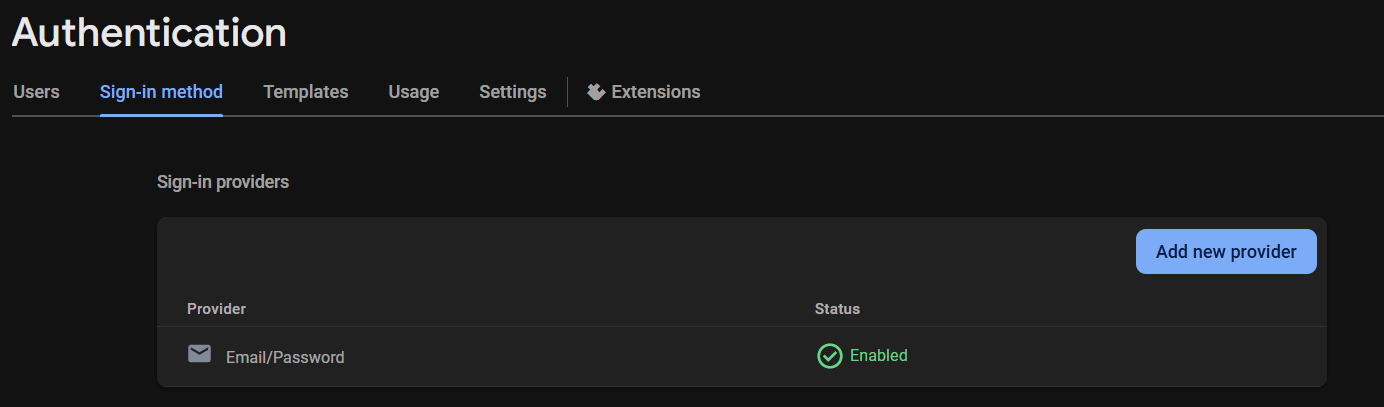 Authentication
Users Sign-in method Templates Usage Settings Extensions
Sign-in providers
Add new provider
Provider Status
Email/Password Enabled